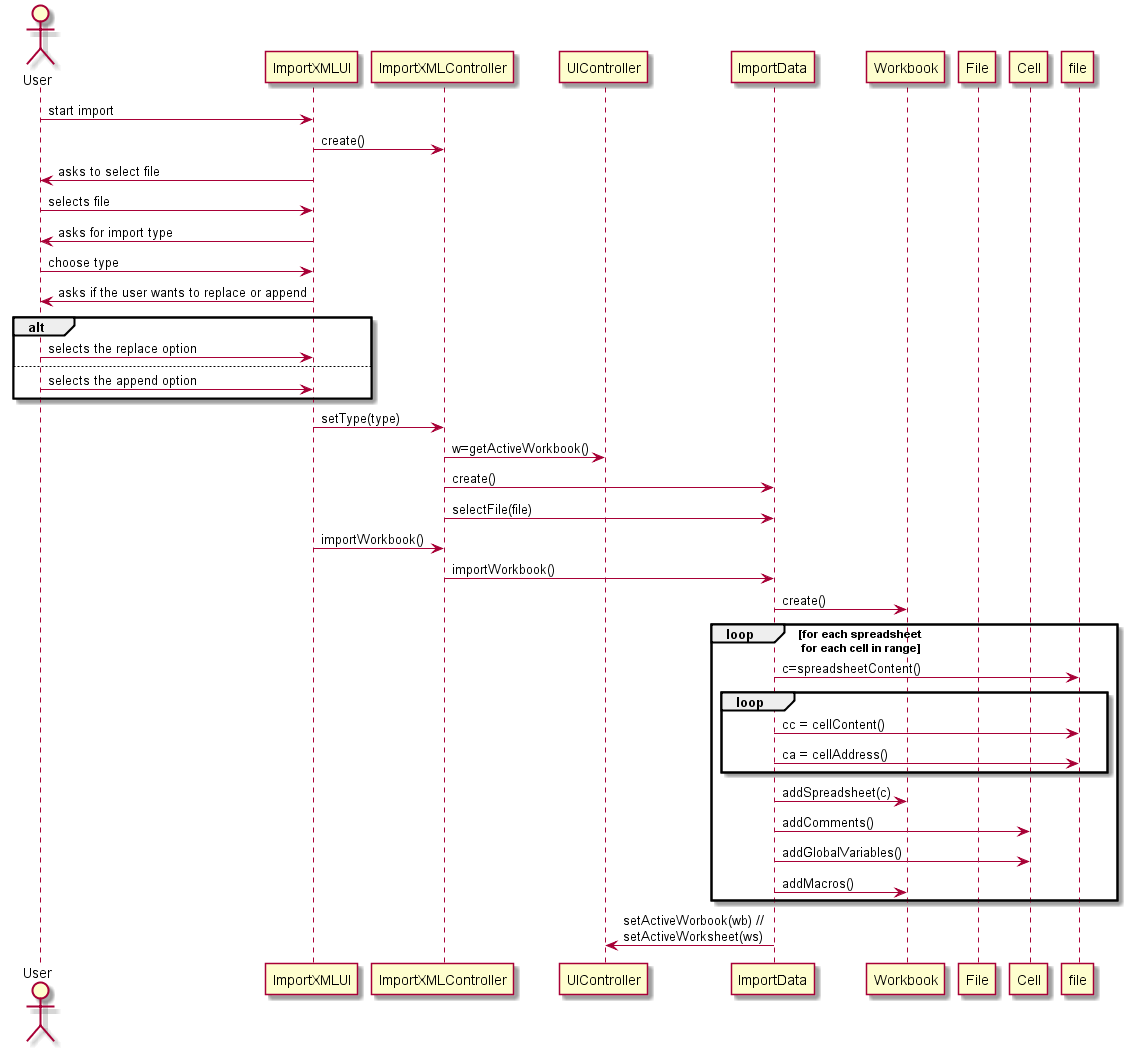 User
ImportXMLUI
ImportXMLController
UIController
ImportData
Workbook
File
Cell
file
start import
create()
asks to select file
selects file
asks for import type
choose type
asks if the user wants to replace or append
alt
selects the replace option
selects the append option
setType(type)
w=getActiveWorkbook()
create()
selectFile(file)
importWorkbook()
importWorkbook()
create()
loop
[for each spreadsheet
for each cell in range]
c=spreadsheetContent()
loop
cc = cellContent()
ca = cellAddress()
addSpreadsheet(c)
addComments()
addGlobalVariables()
addMacros()
setActiveWorbook(wb) //
setActiveWorksheet(ws)
User
ImportXMLUI
ImportXMLController
UIController
ImportData
Workbook
File
Cell
file